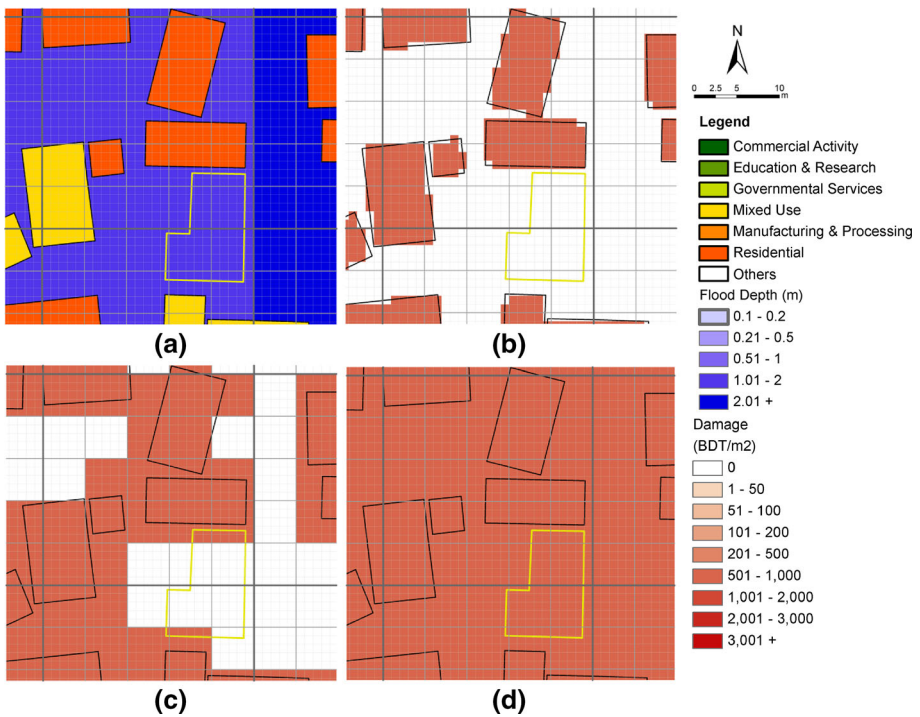 N
0 2.5 5 10
m
Legend
Commercial Activity
Education & Research
Governmental Services
Mixed Use
Manufacturing & Processing
Residential
Others
Flood Depth (m)
0.1 - 0.2
0.21 - 0.5
0.51 - 1
1.01 - 2
2.01 +
Damage
(BDT/m2)
0
1 - 50
51 - 100
101 - 200
201 - 500
501 - 1,000
1,001 - 2,000
2,001 - 3,000
3,001 +
(a)
(b)
(c)
(d)